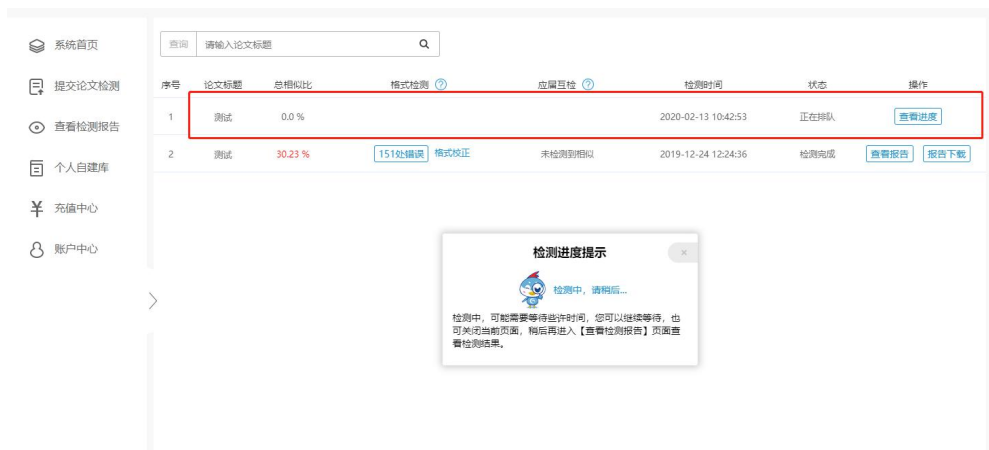 系统首页
提交论文检测
查看检测报告
个人自建库
充值中心
账户中心
查询 请输入论文标题
序号 论文标题 总相似比 格式检测 ? 应届互检 ? 检测时间 状态 操作
1 测试 0.0 % 2020-02-13 10:42:53 正在排队 查看进度
2 测试 30.23 % 151处错误 格式校正 未检测到相似 2019-12-24 12:24:36 检测完成 查看报告 报告下载
检测进度提示 ×
检测中，请稍后...
检测中，可能需要等待些许时间，您可以继续等待，也
可关闭当前页面，稍后再进入【查看检测报告】页面查
看检测结果。